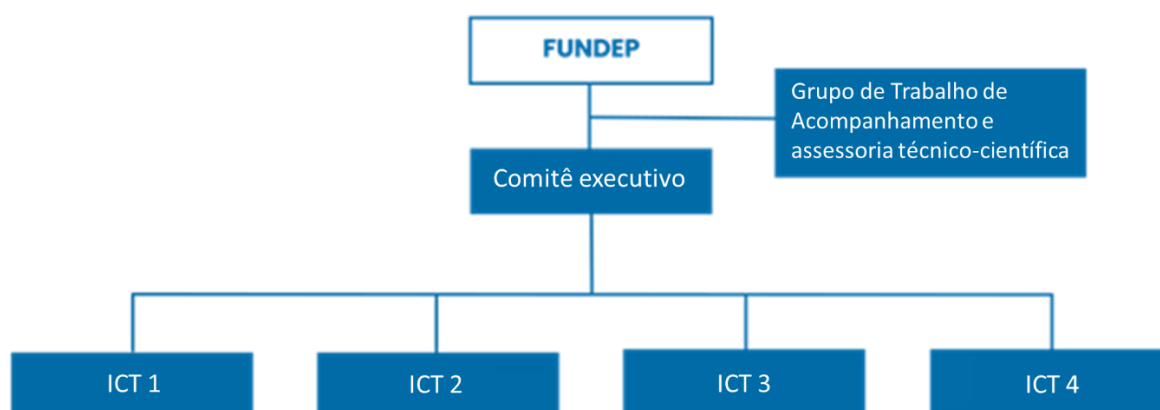 FUNDEP
Grupo de Trabalho de
Acompanhamento e
assessoria técnico-científica
Comitê executivo
ICT 1
ICT 2
ICT 3
ICT 4